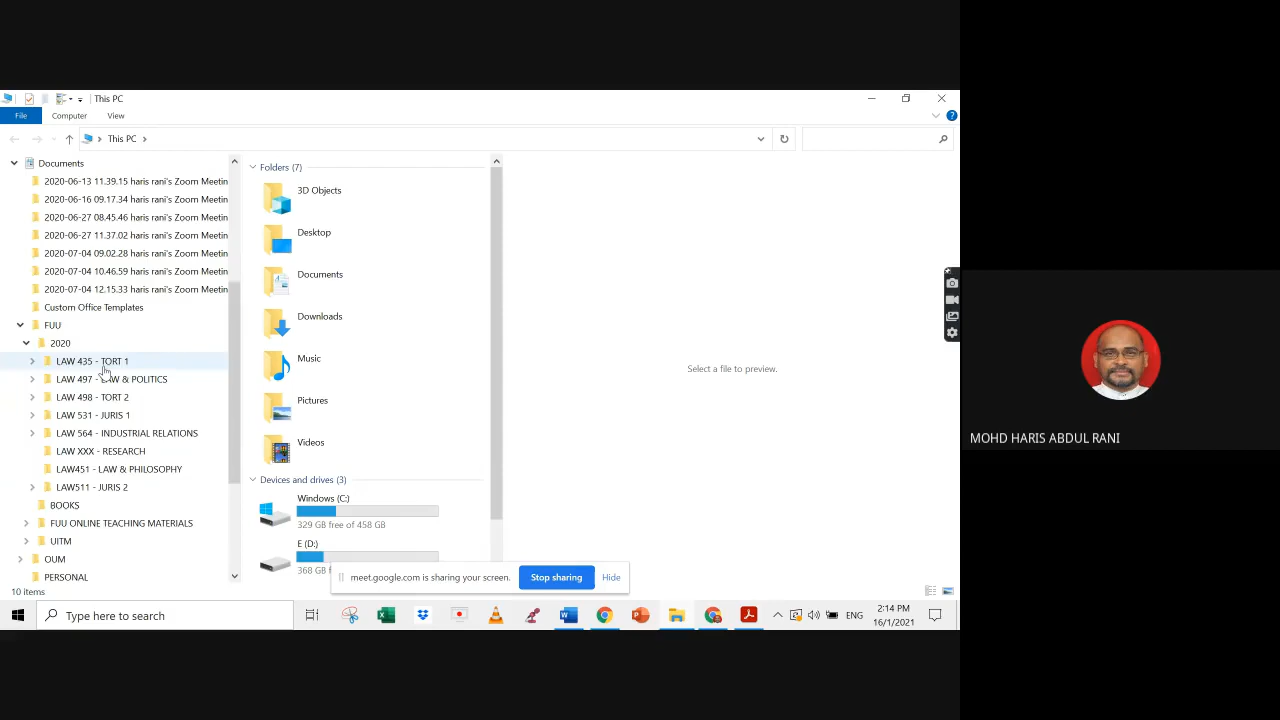 This PC
File
Computer
View
This PC
Documents
2020-06-13 11.39.15 haris rani's Zoom Meetin
2020-06-16 09.17.34 haris rani's Zoom Meetin
2020-06-27 08.45.46 haris rani's Zoom Meetin
2020-06-27 11.37.02 haris rani's Zoom Meetin
2020-07-04 09.02.28 haris rani's Zoom Meetin
2020-07-04 10.46.59 haris rani's Zoom Meetin
2020-07-04 12.15.33 haris rani's Zoom Meetin
Custom Office Templates
FUU
2020
LAW 435 - TORT 1
LAW 497 - LAW & POLITICS
LAW 498 - TORT 2
LAW 531 - JURIS 1
LAW 564 - INDUSTRIAL RELATIONS
LAW XXX - RESEARCH
LAW451 - LAW & PHILOSOPHY
LAW511 - JURIS 2
BOOKS
FUU ONLINE TEACHING MATERIALS
UITM
OUM
PERSONAL
10 items
Folders (7)
3D Objects
Desktop
Documents
Downloads
Music
Pictures
Videos
Devices and drives (3)
Windows (C:)
329 GB free of 458 GB
E (D:)
368 GB f
Select a file to preview.
meet.google.com is sharing your screen.
Stop sharing
Hide
Type here to search
ENG
2:14 PM
16/1/2021
MOHD HARIS ABDUL RANI